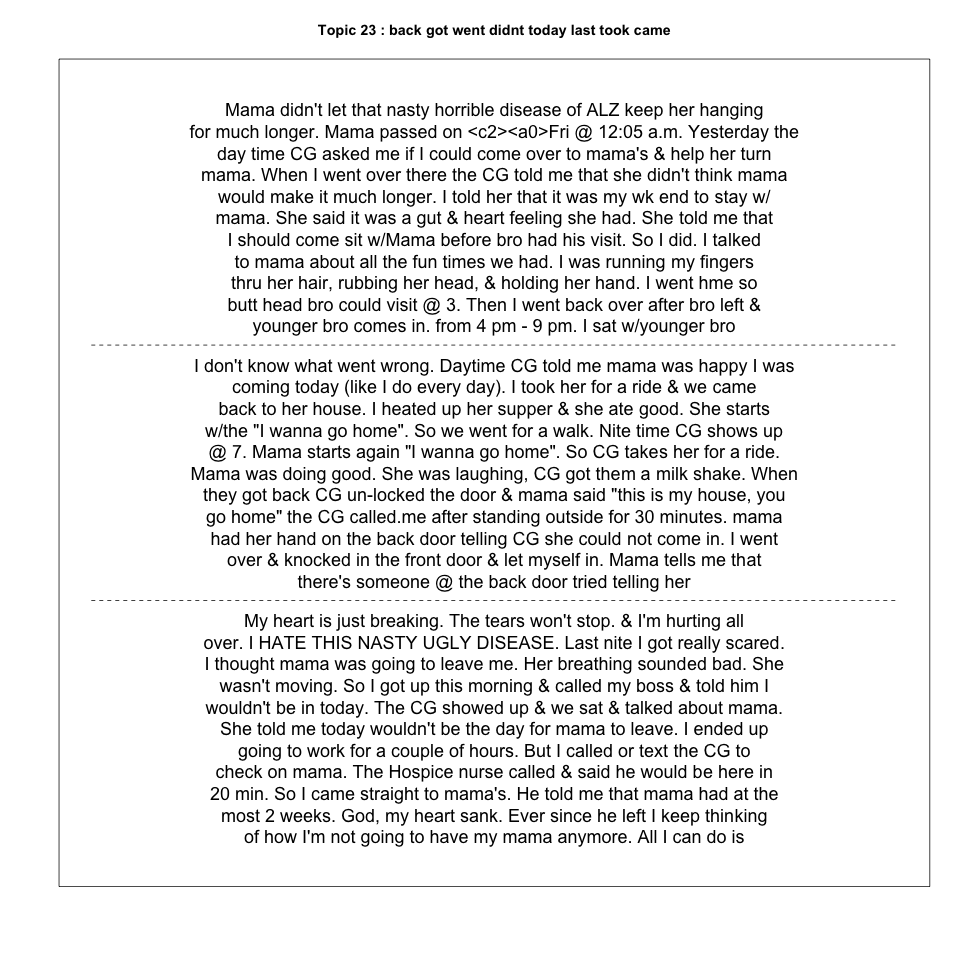 Topic 23 : back got went didnt today last took came
Mama didn't let that nasty horrible disease of ALZ keep her hanging
for much longer. Mama passed on <c2><a0>Fri @ 12:05 a.m. Yesterday the
day time CG asked me if I could come over to mama's & help her turn
mama. When I went over there the CG told me that she didn't think mama
would make it much longer. I told her that it was my wk end to stay w/
mama. She said it was a gut & heart feeling she had. She told me that
I should come sit w/Mama before bro had his visit. So I did. I talked
to mama about all the fun times we had. I was running my fingers
thru her hair, rubbing her head, & holding her hand. I went hme so
butt head bro could visit @ 3. Then I went back over after bro left &
younger bro comes in. from 4 pm - 9 pm. I sat w/younger bro
I don't know what went wrong. Daytime CG told me mama was happy I was
coming today (like I do every day). I took her for a ride & we came
back to her house. I heated up her supper & she ate good. She starts
w/the "I wanna go home". So we went for a walk. Nite time CG shows up
@ 7. Mama starts again "I wanna go home". So CG takes her for a ride.
Mama was doing good. She was laughing, CG got them a milk shake. When
they got back CG un-locked the door & mama said "this is my house, you
go home" the CG called.me after standing outside for 30 minutes. mama
had her hand on the back door telling CG she could not come in. I went
over & knocked in the front door & let myself in. Mama tells me that
there's someone @ the back door tried telling her
My heart is just breaking. The tears won't stop. & I'm hurting all
over. I HATE THIS NASTY UGLY DISEASE. Last nite I got really scared.
I thought mama was going to leave me. Her breathing sounded bad. She
wasn't moving. So I got up this morning & called my boss & told him I
wouldn't be in today. The CG showed up & we sat & talked about mama.
She told me today wouldn't be the day for mama to leave. I ended up
going to work for a couple of hours. But I called or text the CG to
check on mama. The Hospice nurse called & said he would be here in
20 min. So I came straight to mama's. He told me that mama had at the
most 2 weeks. God, my heart sank. Ever since he left I keep thinking
of how I'm not going to have my mama anymore. All I can do is